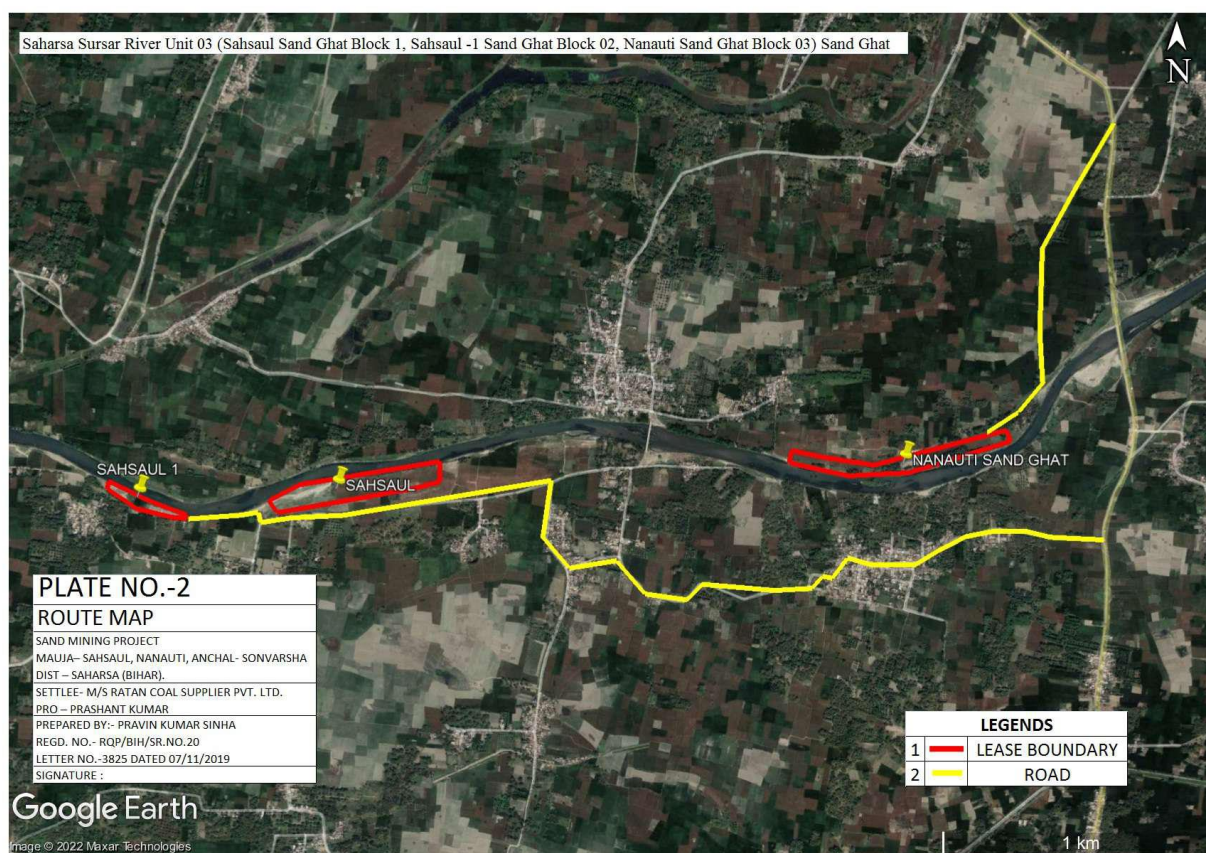 Saharsa Sursar River Unit 03 (Sahsaul Sand Ghat Block 1, Sahsaul -1 Sand Ghat Block 02, Nanauti Sand Ghat Block 03) Sand Ghat
N
SAHSAUL 1
SAHSAUL
NANAUTI SAND GHAT
PLATE NO.-2
ROUTE MAP
SAND MINING PROJECT
MAUJA– SAHSAUL, NANAUTI, ANCHAL- SONVARSHA
DIST – SAHARSA (BIHAR).
SETTLEE- M/S RATAN COAL SUPPLIER PVT. LTD.
PRO – PRASHANT KUMAR
PREPARED BY:- PRAVIN KUMAR SINHA
REGD. NO.- RQP/BIH/SR.NO.20
LETTER NO.-3825 DATED 07/11/2019
SIGNATURE :
LEGENDS
1 LEASE BOUNDARY
2 ROAD
Google Earth
Image © 2022 Maxar Technologies
1 km